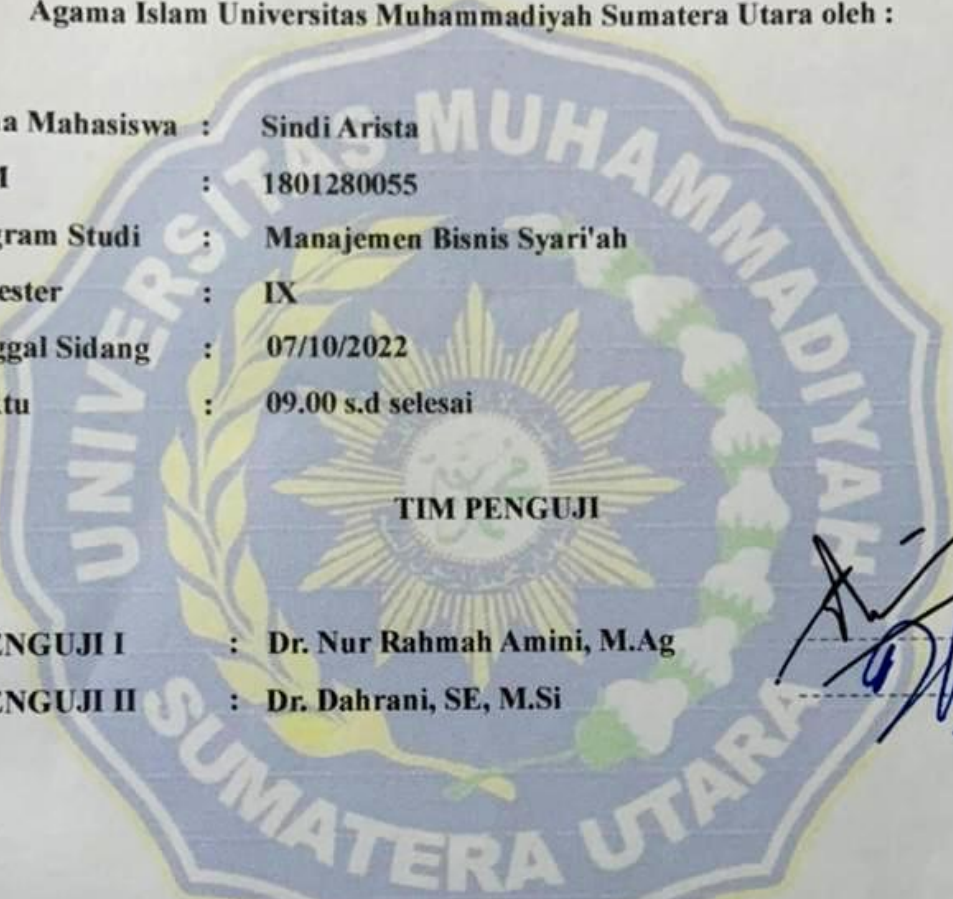 Agama Islam Universitas Muhammadiyah Sumatera Utara oleh :
a Mahasiswa : Sindi Arista
: 1801280055
gram Studi : Manajemen Bisnis Syari'ah
ester : IX
ggal Sidang : 07/10/2022
tu : 09.00 s.d selesai
TIM PENGUJI
ENGUJI I : Dr. Nur Rahmah Amini, M.Ag
ENGUJI II : Dr. Dahrani, SE, M.Si
UNIVERSITAS MUHAMMADIYAH
SUMATERA UTARA